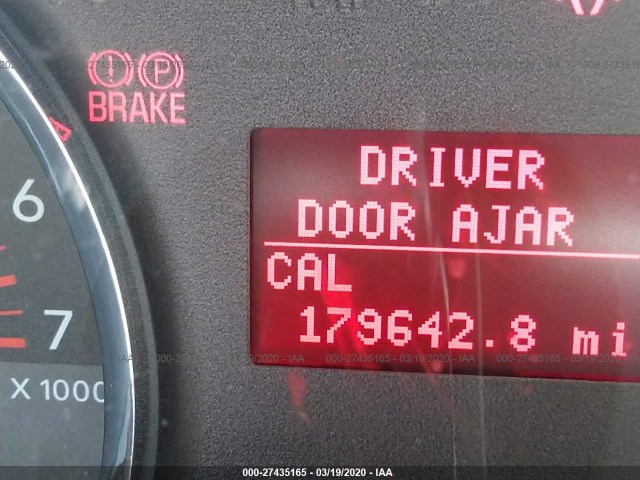 BRAKE
P
E
6
7
X 1000
DRIVER
DOOR AJAR
CAL
179642.8 mi
000-27435165 - 03/19/2020 - IAA